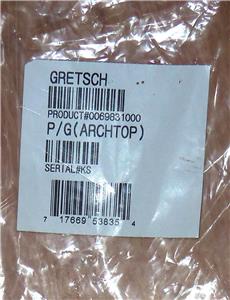 GRETSCH
PRODUCT#0069831000
P/G(ARCHTOP)
SERIAL#KS
7 17669 53835 4